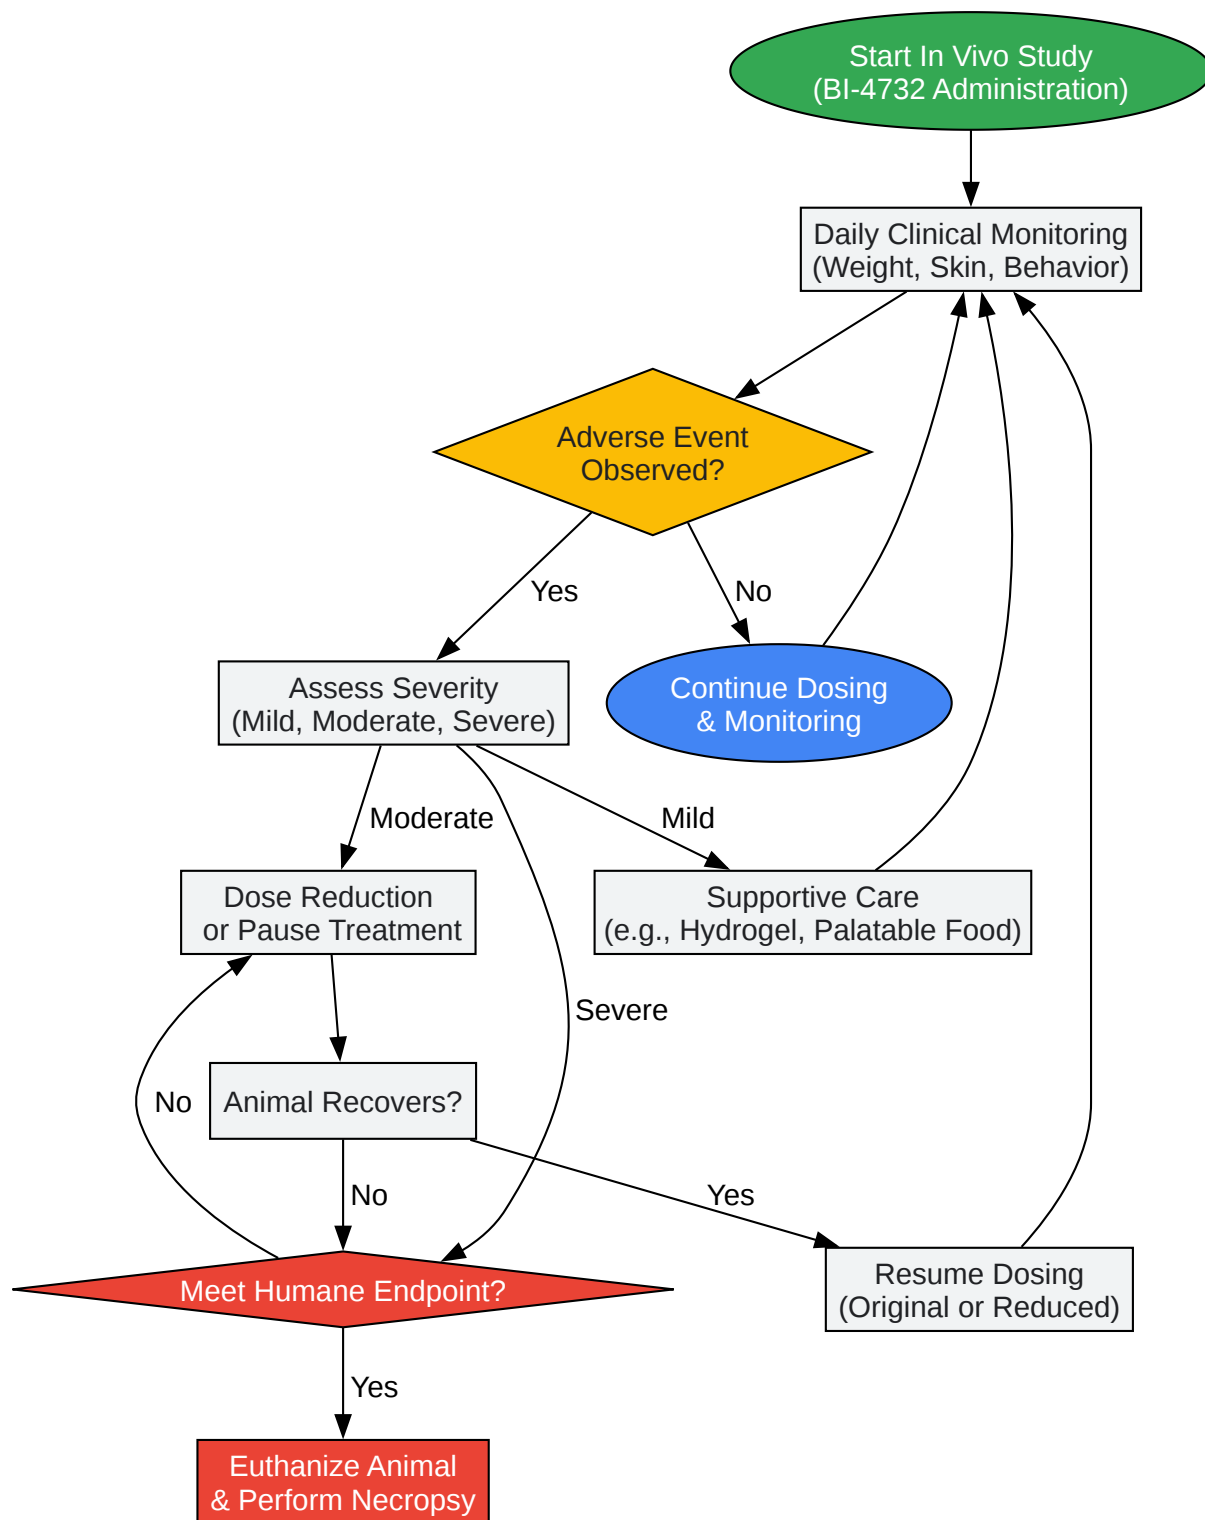 Start In Vivo Study
(BI-4732 Administration)
Daily Clinical Monitoring
(Weight, Skin, Behavior)
Adverse Event
Observed?
Yes
No
Assess Severity
(Mild, Moderate, Severe)
Continue Dosing
& Monitoring
Moderate
Mild
Dose Reduction
or Pause Treatment
Supportive Care
(e.g., Hydrogel, Palatable Food)
Severe
No
Animal Recovers?
No
Yes
Meet Humane Endpoint?
Resume Dosing
(Original or Reduced)
Yes
Euthanize Animal
& Perform Necropsy